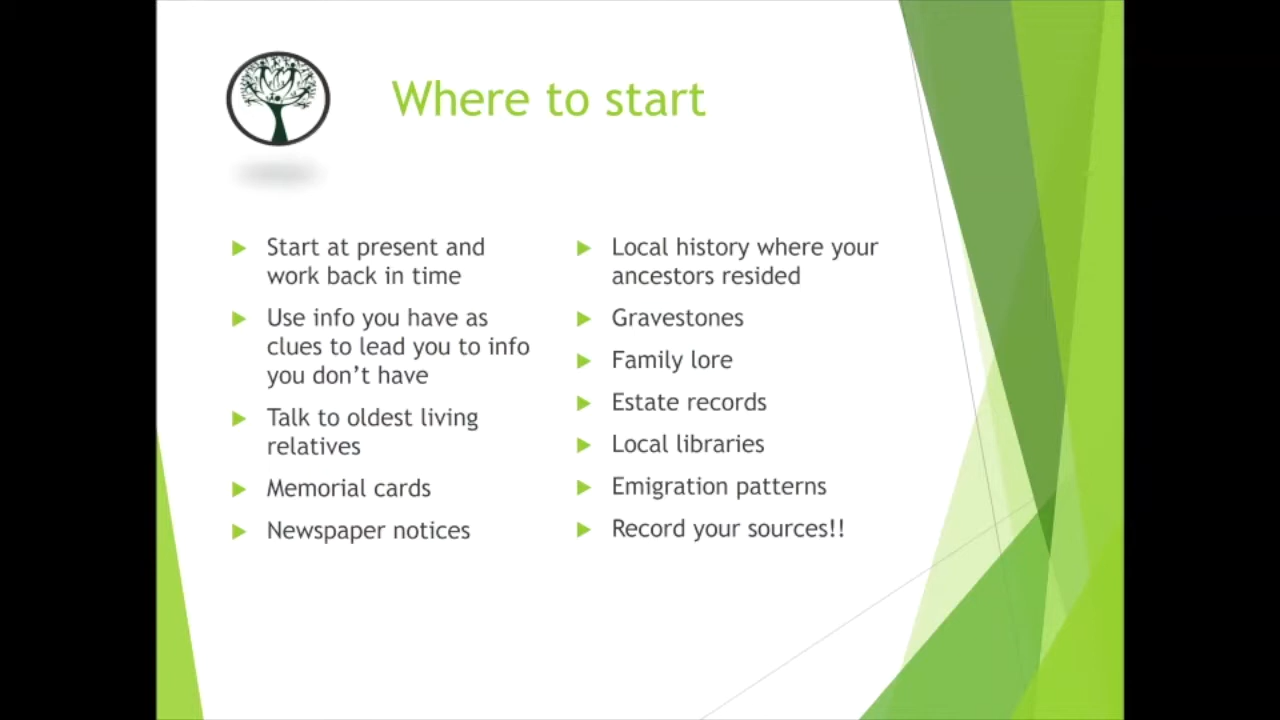 Where to start
Start at present and
work back in time
Use info you have as
clues to lead you to info
you don’t have
Talk to oldest living
relatives
Memorial cards
Newspaper notices
Local history where your
ancestors resided
Gravestones
Family lore
Estate records
Local libraries
Emigration patterns
Record your sources!!